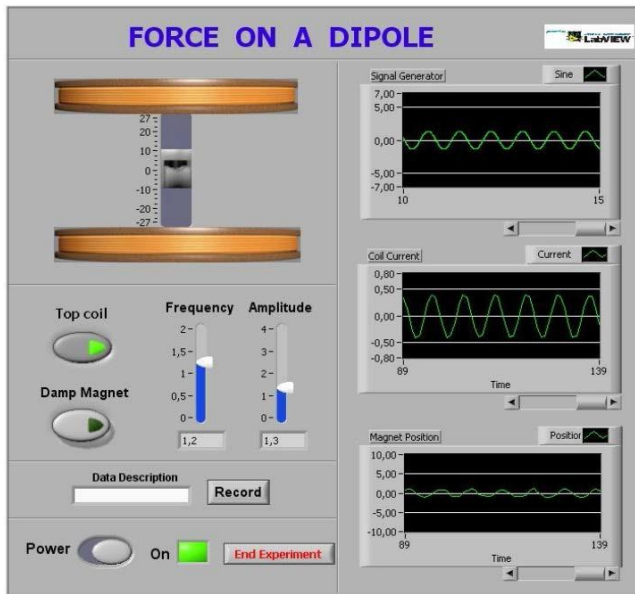 FORCE ON A DIPOLE
LabVIEW
27
20
10
0
-10
-20
-27
Top coil
Damp Magnet
Frequency
2
1,5
1
0,5
0
1,2
Amplitude
4
3
2
1
0
1,3
Data Description
Record
Power
On
End Experiment
Signal Generator
Sine
7,00
5,00
0,00
-5,00
-7,00
10
15
Coil Current
Current
0,80
0,50
0,00
-0,50
-0,80
89
139
Time
Magnet Position
Position
10,00
5,00
0,00
-5,00
-10,00
89
139
Time